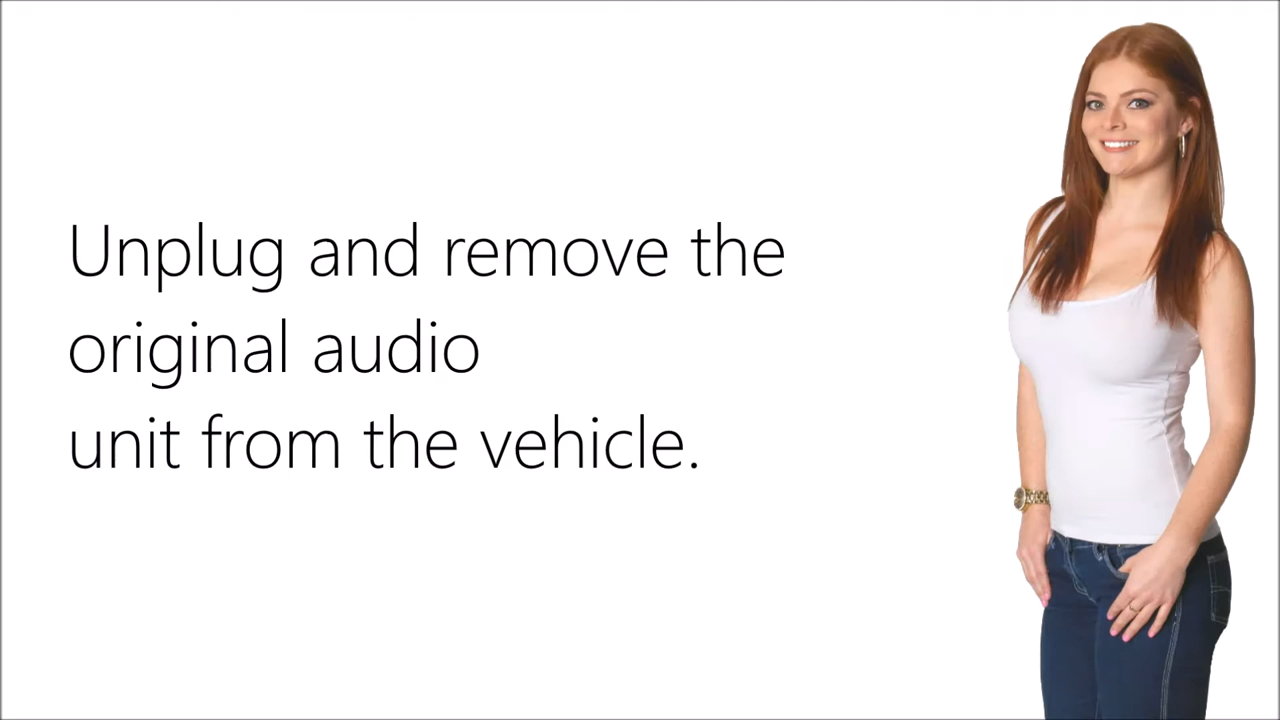 Unplug and remove the
original audio
unit from the vehicle.